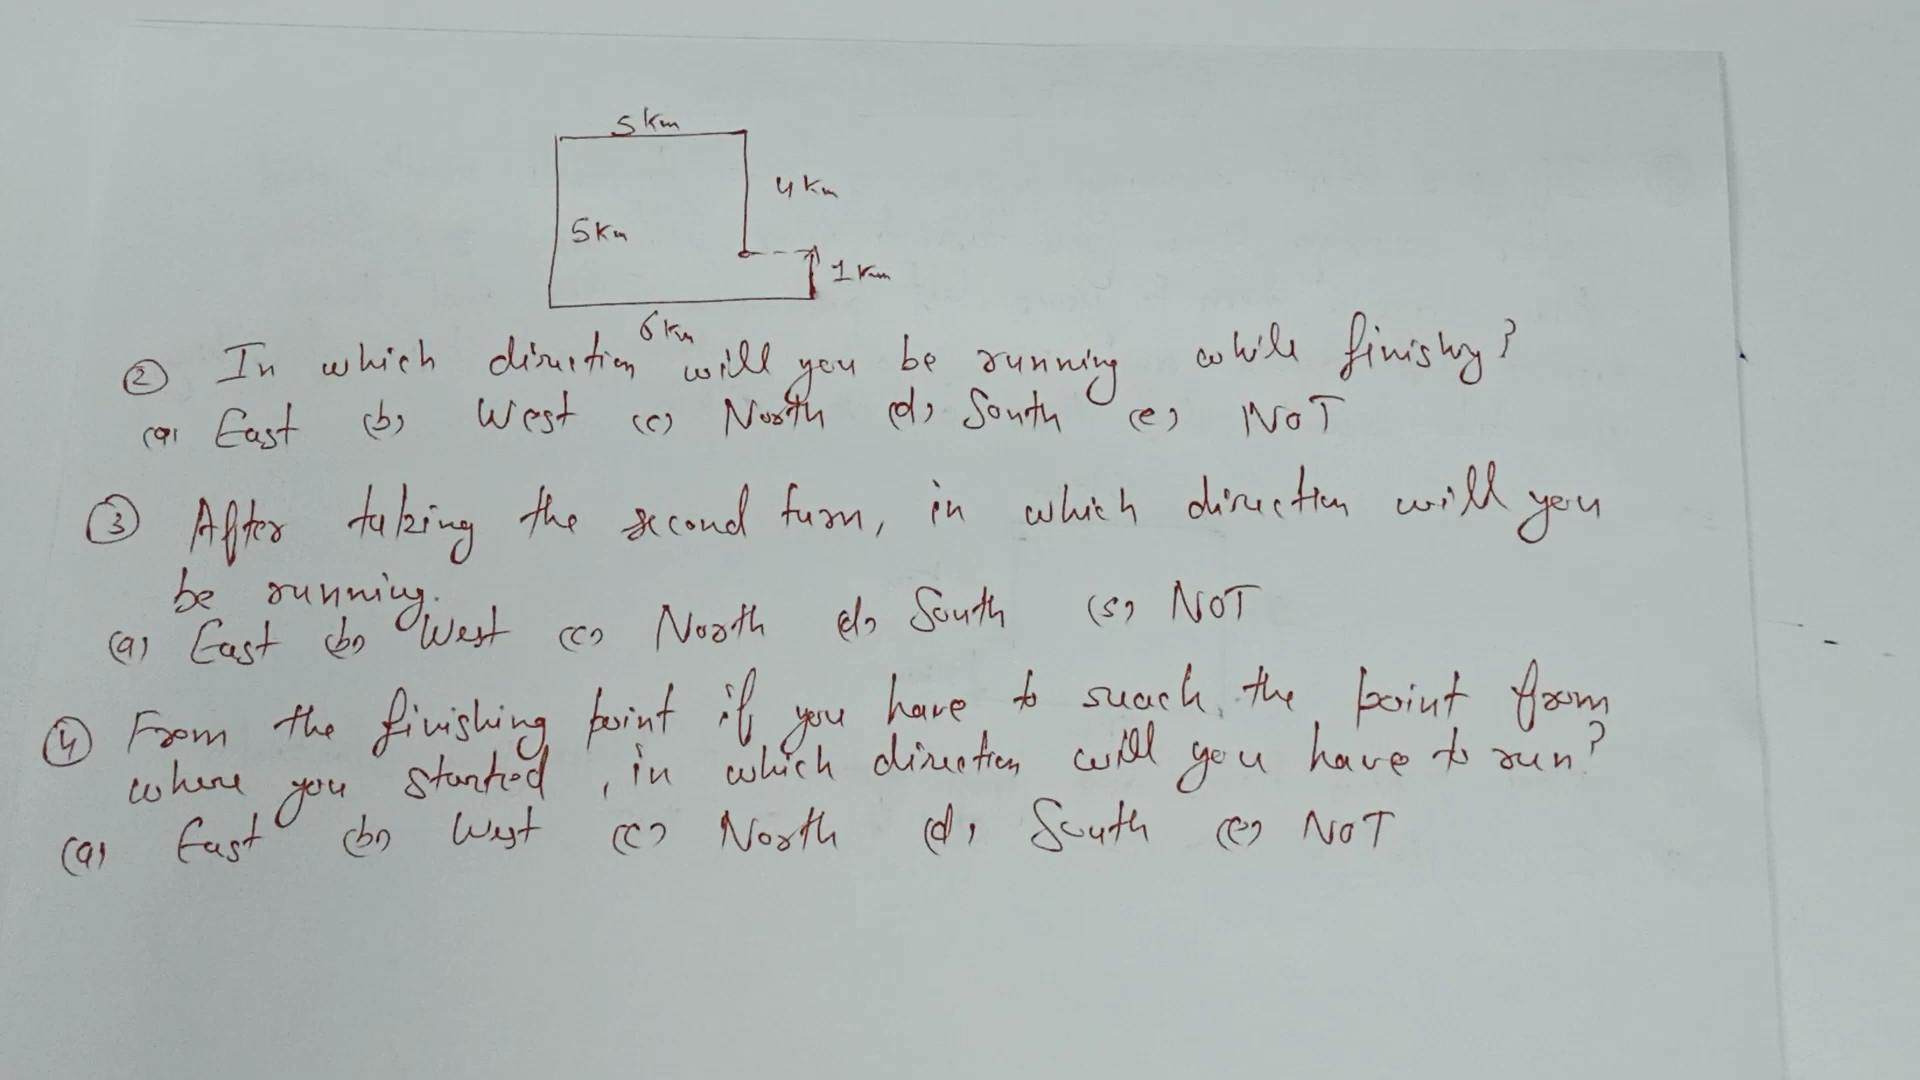 5 Km
4 Km
5 Km
1 Km
6 Km
② In which direction will you be running while finishing?
(a) East (b) West (c) North (d) South (e) NOT
③ After taking the second turn, in which direction will you
be running.
(a) East (b) West (c) North (d) South (s) NOT
④ From the finishing point if you have to reach the point from
where you started, in which direction will you have to run?
(a) East (b) West (c) North (d) South (e) NOT